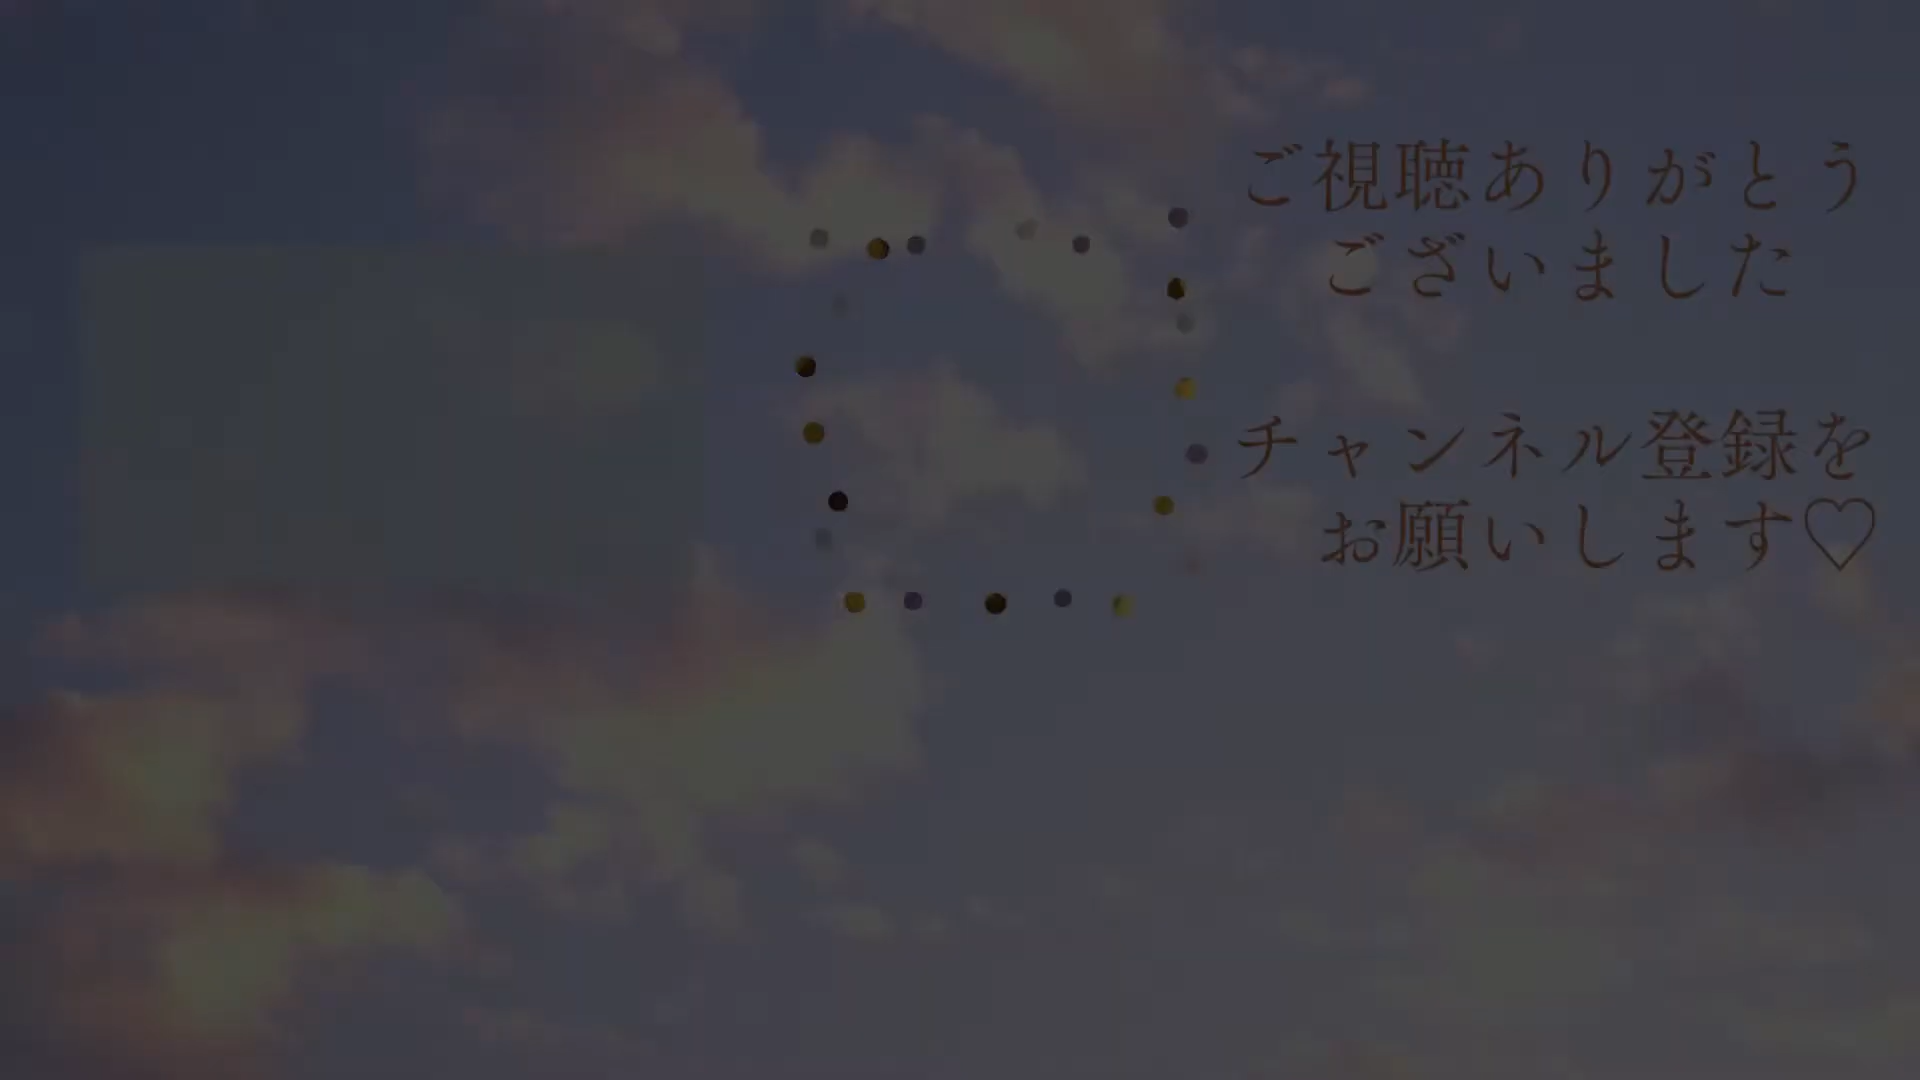 ご視聴ありがとう
ございました
チャンネル登録を
お願いします♡